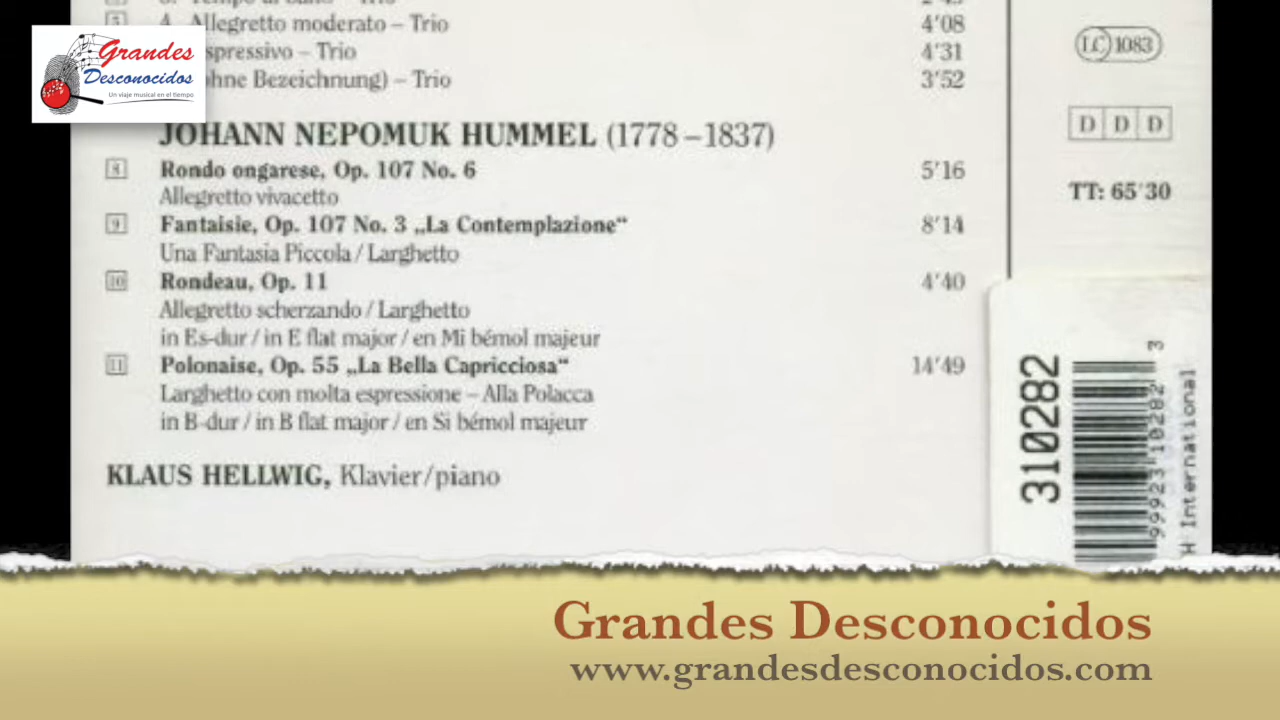 4. Allegretto moderato – Trio 4'08
spressivo – Trio 4'31
ohne Bezeichnung) – Trio 3'52
Grandes
Desconocidos
Un viaje musical en el tiempo
LC 1083
D D D
TT: 65'30
JOHANN NEPOMUK HUMMEL (1778–1837)
8 Rondo ongarese, Op. 107 No. 6 5'16
Allegretto vivacetto
9 Fantaisie, Op. 107 No. 3 „La Contemplazione“ 8'14
Una Fantasia Piccola / Larghetto
10 Rondeau, Op. 11 4'40
Allegretto scherzando / Larghetto
in Es-dur / in E flat major / en Mi bémol majeur
11 Polonaise, Op. 55 „La Bella Capricciosa“ 14'49
Larghetto con molta espressione – Alla Polacca
in B-dur / in B flat major / en Si bémol majeur
KLAUS HELLWIG, Klavier/piano
310282
99923 10282 3
H International
Grandes Desconocidos
www.grandesdesconocidos.com